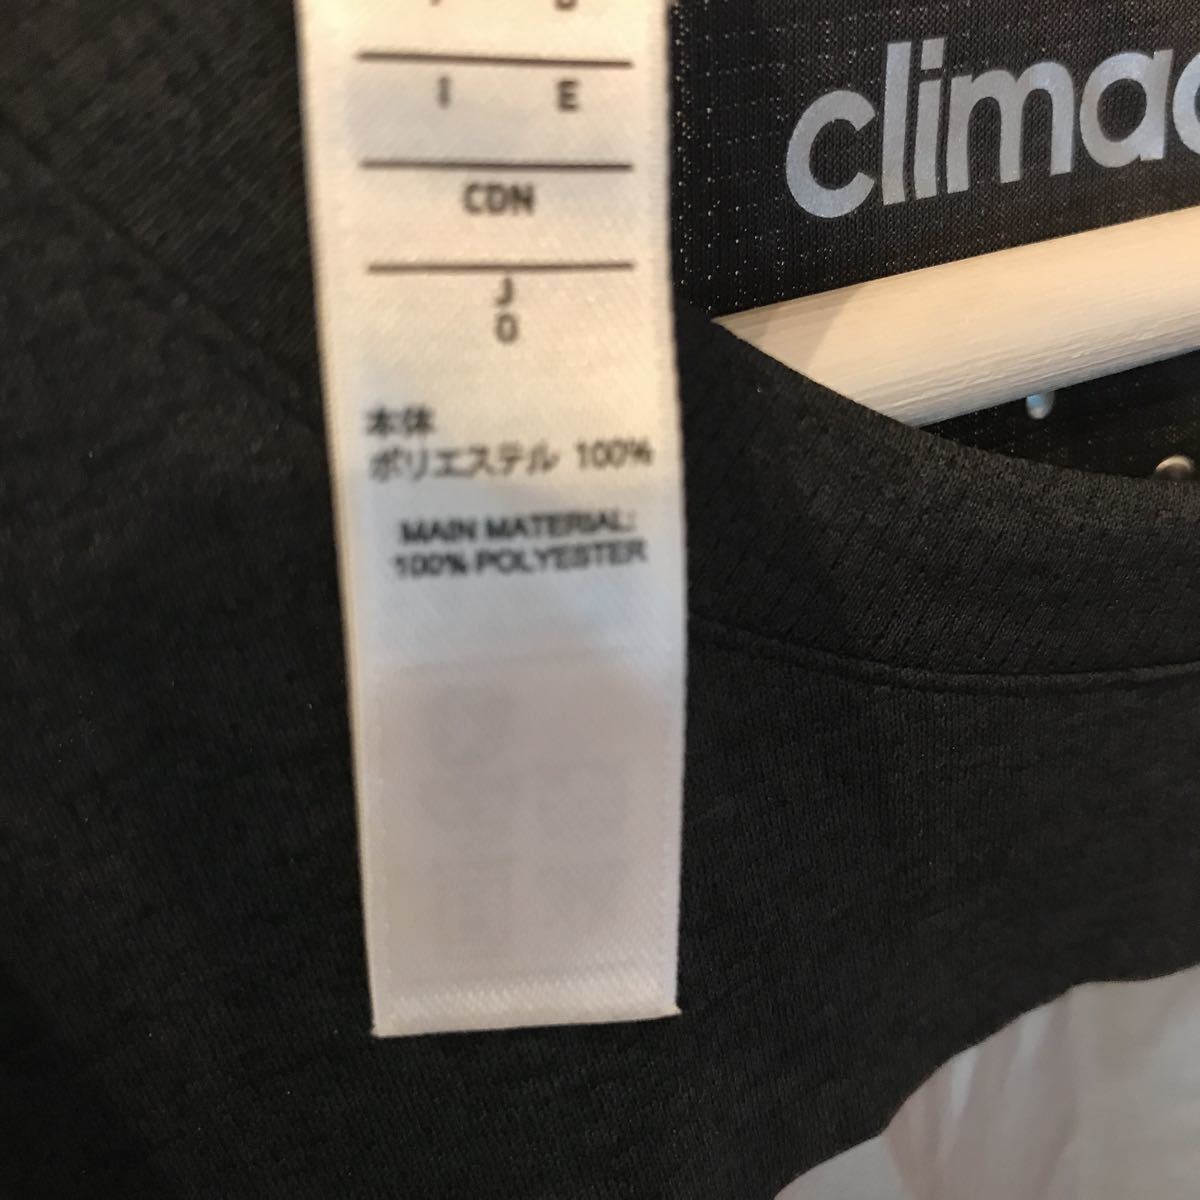 I E
CDN
J
O
本体
ポリエステル 100%
MAIN MATERIAL:
100% POLYESTER
climac